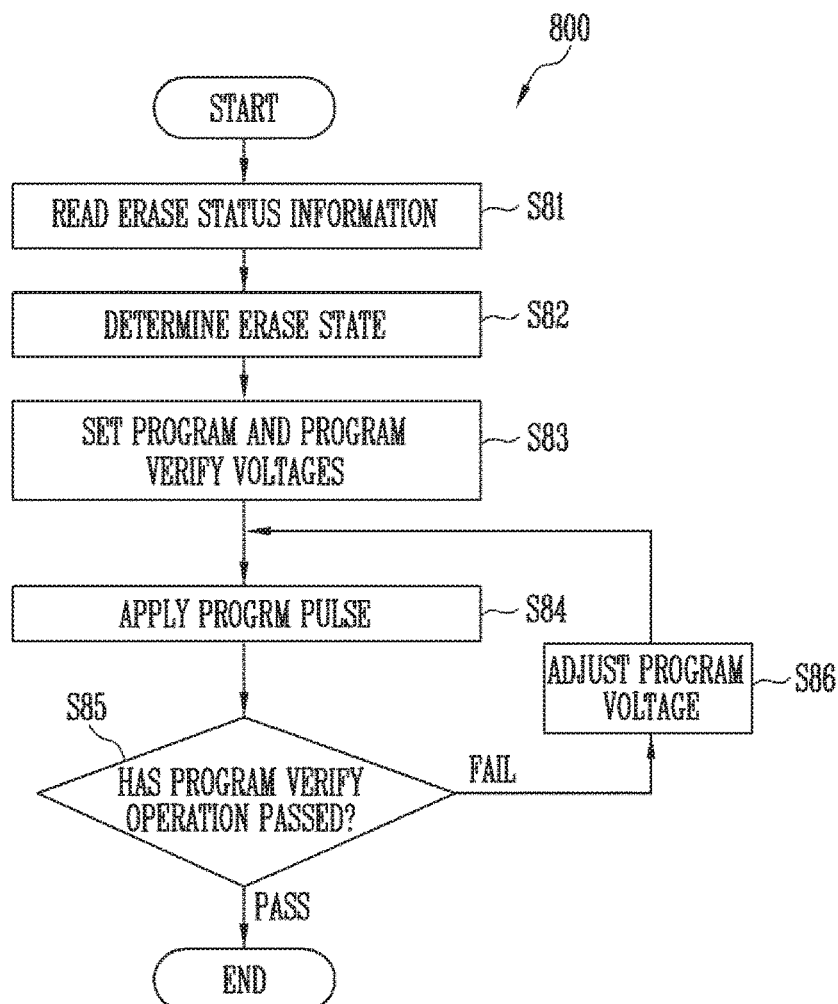 800
START
READ ERASE STATUS INFORMATION
S81
DETERMINE ERASE STATE
S82
SET PROGRAM AND PROGRAM
VERIFY VOLTAGES
S83
APPLY PROGRM PULSE
S84
ADJUST PROGRAM
VOLTAGE
S86
S85
HAS PROGRAM VERIFY
OPERATION PASSED?
FAIL
PASS
END